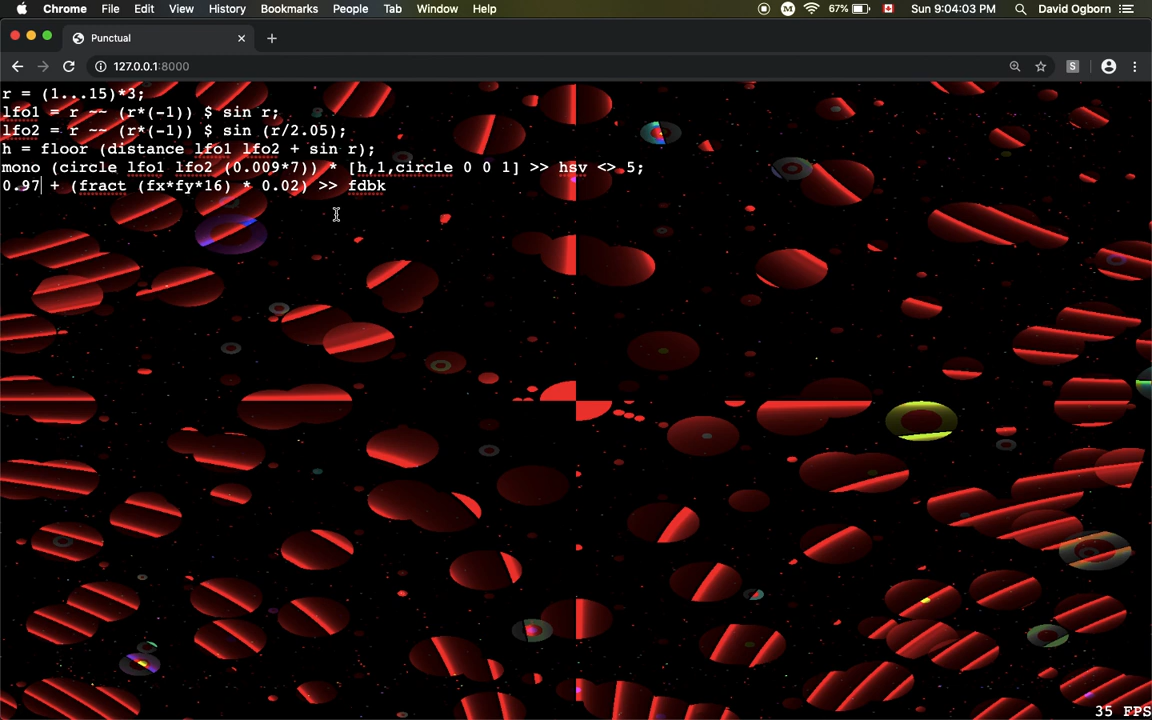 Chrome File Edit View History Bookmarks People Tab Window Help M 67% Sun 9:04:03 PM David Ogborn
Punctual
127.0.0.1:8000 S
r = (1...15)*3;
lfo1 = r ~~ (r*(-1)) $ sin r;
lfo2 = r ~~ (r*(-1)) $ sin (r/2.05);
h = floor (distance lfo1 lfo2 + sin r);
mono (circle lfo1 lfo2 (0.009*7)) * [h,1,circle 0 0 1] >> hsv <> 5;
0.97 + (fract (fx*fy*16) * 0.02) >> fdbk
35 FPS